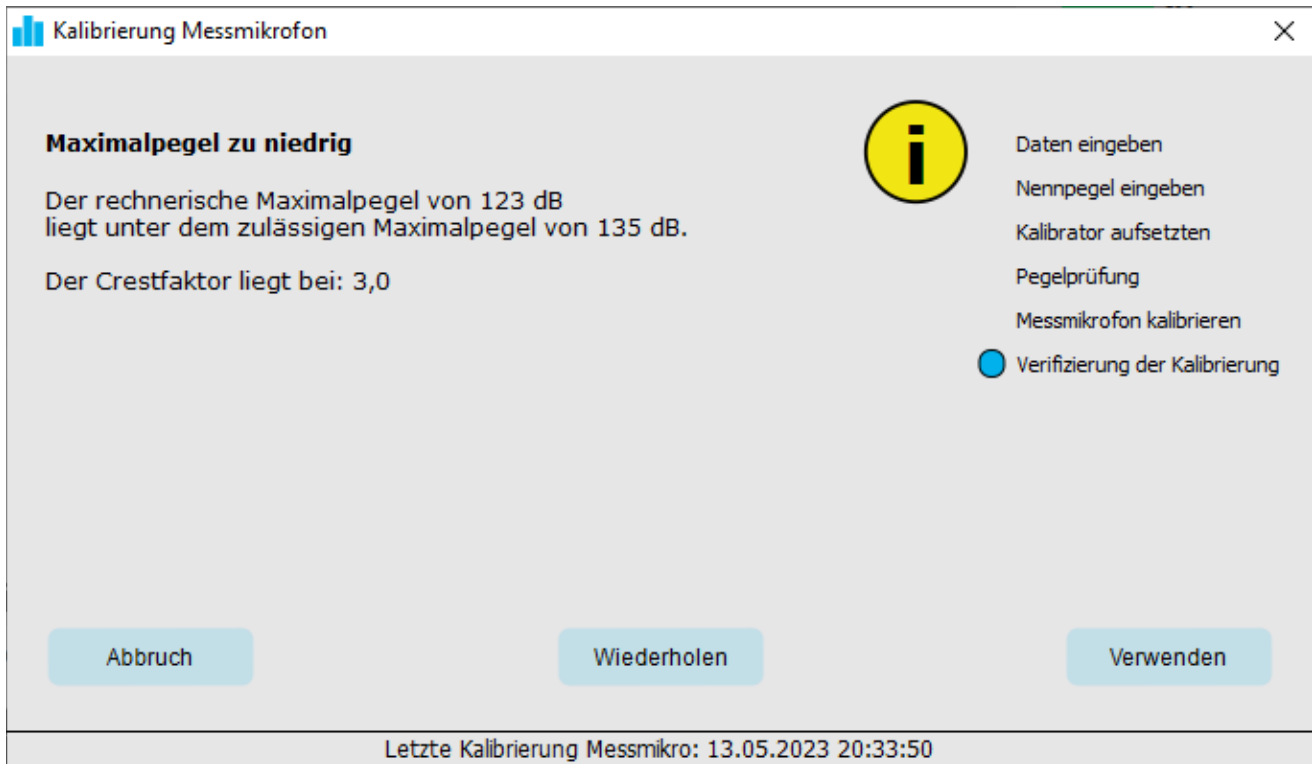 Kalibrierung Messmikrofon
Maximalpegel zu niedrig
Der rechnerische Maximalpegel von 123 dB
liegt unter dem zulässigen Maximalpegel von 135 dB.
Der Crestfaktor liegt bei: 3,0
i
Daten eingeben
Nennpegel eingeben
Kalibrator aufsetzten
Pegelprüfung
Messmikrofon kalibrieren
Verifizierung der Kalibrierung
Abbruch
Wiederholen
Verwenden
Letzte Kalibrierung Messmikro: 13.05.2023 20:33:50